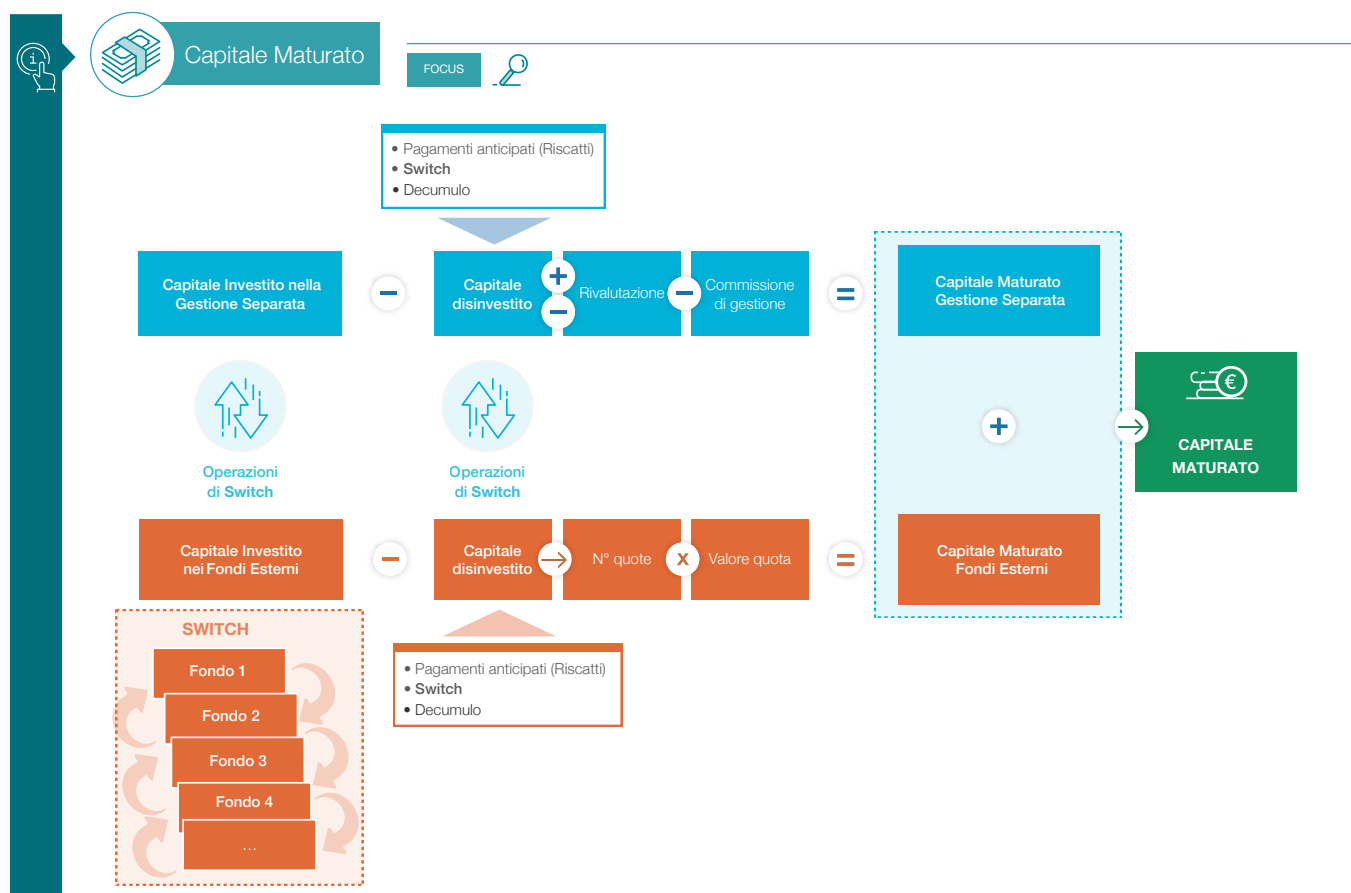 Capitale Maturato
FOCUS
• Pagamenti anticipati (Riscatti)
• Switch
• Decumulo
Capitale Investito nella
Gestione Separata
−
Capitale
disinvestito
+
−
Rivalutazione
−
Commissione
di gestione
=
Capitale Maturato
Gestione Separata
Operazioni
di Switch
Operazioni
di Switch
+
→
€
CAPITALE
MATURATO
Capitale Investito
nei Fondi Esterni
−
Capitale
disinvestito
→
N° quote
x
Valore quota
=
Capitale Maturato
Fondi Esterni
SWITCH
Fondo 1
Fondo 2
Fondo 3
Fondo 4
...
• Pagamenti anticipati (Riscatti)
• Switch
• Decumulo